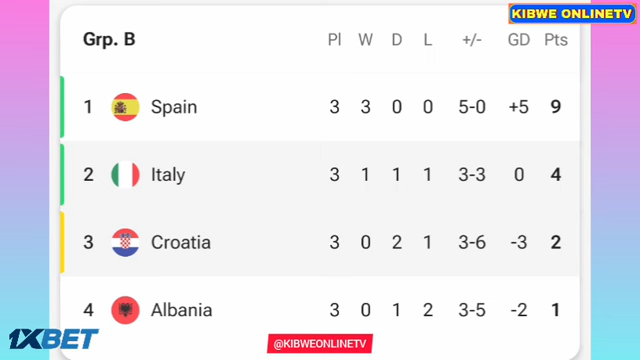 KIBWE ONLINETV
Grp. B Pl W D L +/- GD Pts
1 Spain 3 3 0 0 5-0 +5 9
2 Italy 3 1 1 1 3-3 0 4
3 Croatia 3 0 2 1 3-6 -3 2
4 Albania 3 0 1 2 3-5 -2 1
1XBET
@KIBWEONLINETV